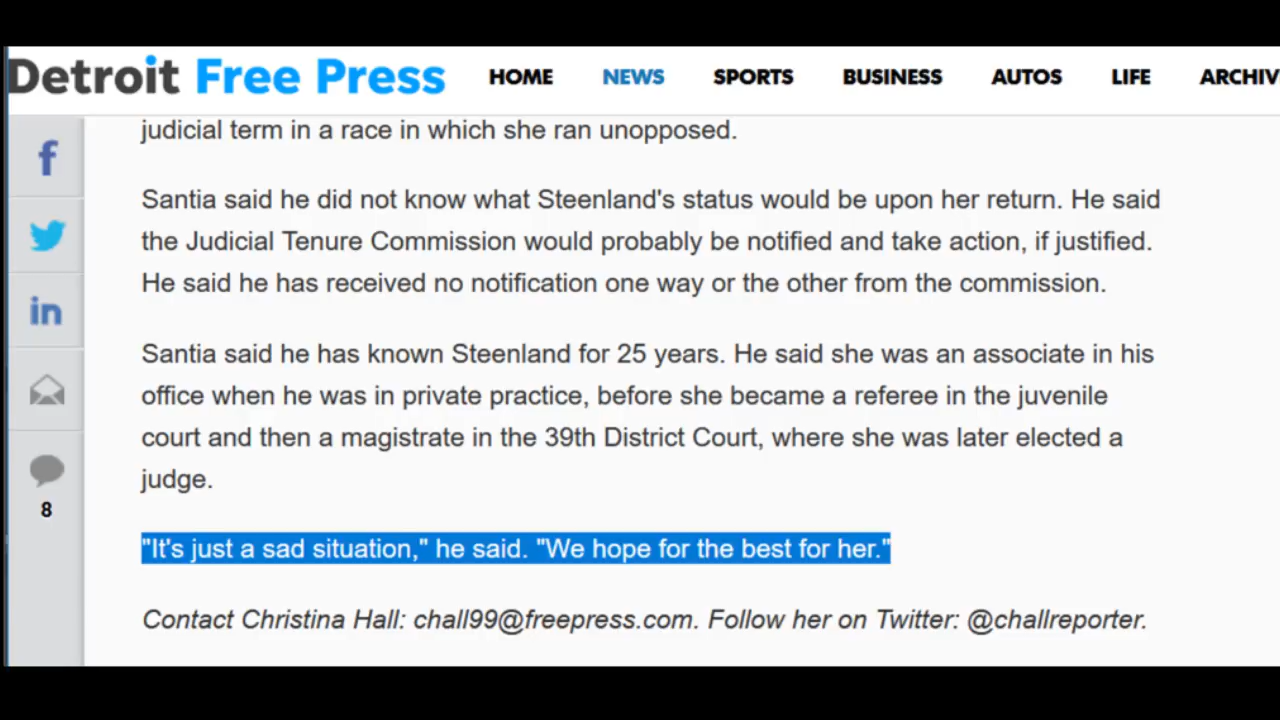 Detroit Free Press HOME NEWS SPORTS BUSINESS AUTOS LIFE ARCHIV
judicial term in a race in which she ran unopposed.
Santia said he did not know what Steenland's status would be upon her return. He said
the Judicial Tenure Commission would probably be notified and take action, if justified.
He said he has received no notification one way or the other from the commission.
Santia said he has known Steenland for 25 years. He said she was an associate in his
office when he was in private practice, before she became a referee in the juvenile
court and then a magistrate in the 39th District Court, where she was later elected a
judge.
8
"It's just a sad situation," he said. "We hope for the best for her."
Contact Christina Hall: chall99@freepress.com. Follow her on Twitter: @challreporter.